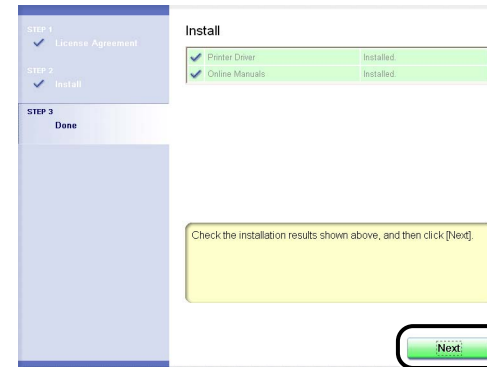 STEP 1
License Agreement
STEP 2
Install
STEP 3
Done
Install
Printer Driver Installed.
Online Manuals Installed.
Check the installation results shown above, and then click [Next].
Next